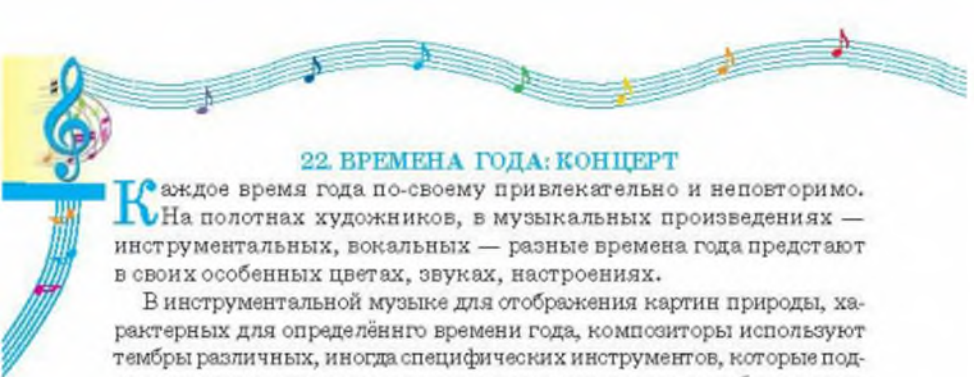 22. ВРЕМЕНА ГОДА: КОНЦЕРТ
Каждое время года по-своему привлекательно и неповторимо.
На полотнах художников, в музыкальных произведениях —
инструментальных, вокальных — разные времена года предстают
в своих особенных цветах, звуках, настроениях.
В инструментальной музыке для отображения картин природы, ха-
рактерных для определённго времени года, композиторы используют
тембры различных, иногда специфических инструментов, которые под-